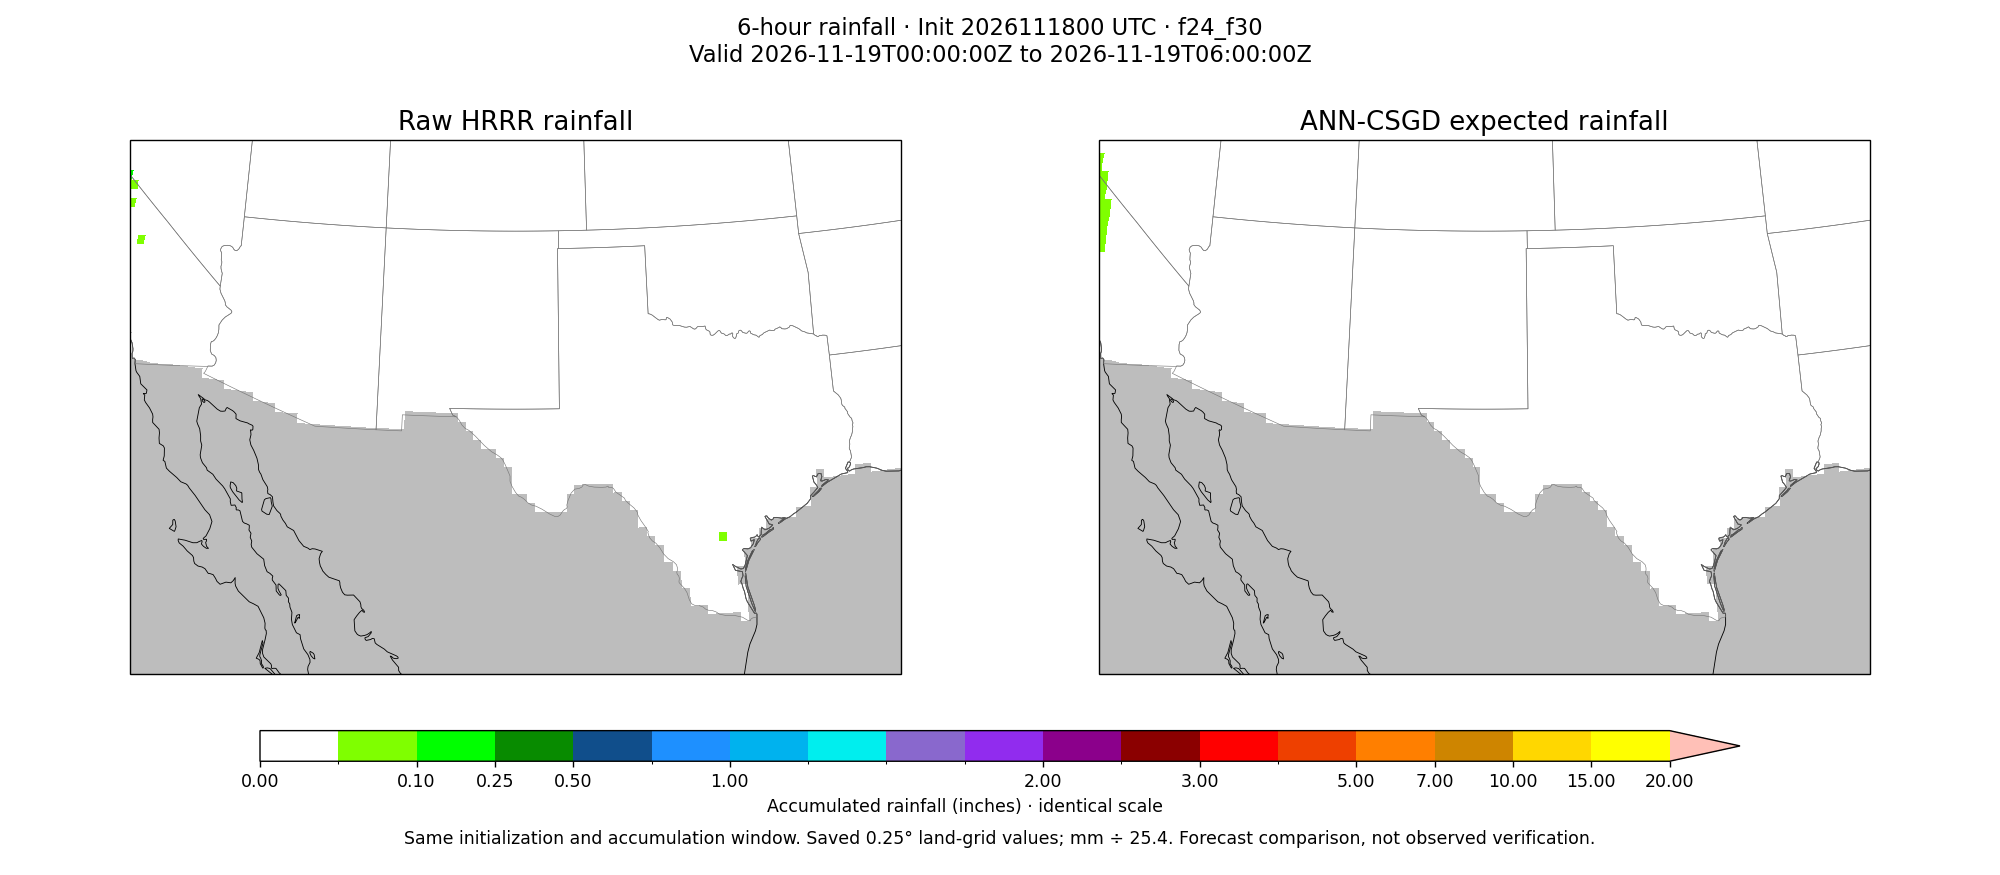 6-hour rainfall · Init 2026111800 UTC · f24_f30
Valid 2026-11-19T00:00:00Z to 2026-11-19T06:00:00Z
Raw HRRR rainfall
ANN-CSGD expected rainfall
0.00 0.10 0.25 0.50 1.00 2.00 3.00 5.00 7.00 10.00 15.00 20.00
Accumulated rainfall (inches) · identical scale
Same initialization and accumulation window. Saved 0.25° land-grid values; mm ÷ 25.4. Forecast comparison, not observed verification.